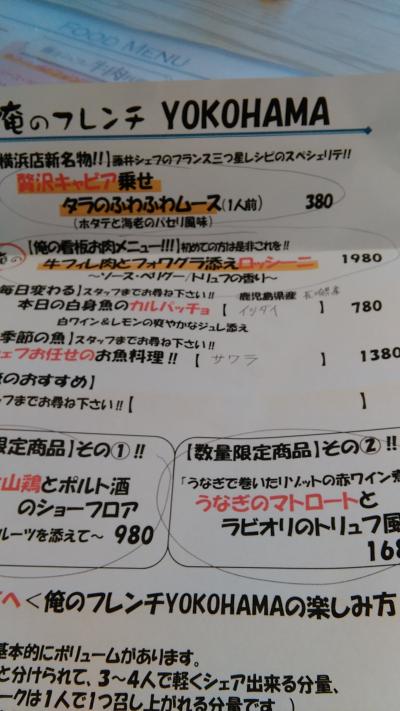 FOOD MENU
俺のフレンチ YOKOHAMA
横浜店新名物!!】藤井シェフのフランス三つ星レシピのスペシェリテ!!
贅沢キャビア乗せ
タラのふわふわムース(1人前) 380
(ホタテと海老のパセリ風味)
【俺の看板お肉メニュー!!!】初めての方は是非これを!!
牛フィレ肉とフォワグラ添えロッシーニ 1980
~ソース・ペリグー/トリュフの香り~
毎日変わる】スタッフまでお尋ね下さい!! 鹿児島県産
本日の白身魚のカルパッチョ 【イシダイ】 780
白ワイン&レモンの爽やかなジュレ添え
季節の魚】スタッフまでお尋ね下さい!!
シェフお任せのお魚料理!! 【 サワラ 】 1380
のおすすめ】
タッフまでお尋ね下さい!!【 】
限定商品】その①!!
山鶏とポルト酒
のショーフロア
ルーツを添えて~ 980
【数量限定商品】その②!!
「うなぎで巻いたリゾットの赤ワイン煮
うなぎのマトロートと
ラビオリのトリュフ風
168
へ<俺のフレンチYOKOHAMAの楽しみ方
基本的にボリュームがあります。
と分けられて、3~4人で軽くシェア出来る分量、
ークは1人で1つ召し上がれる分量です。)